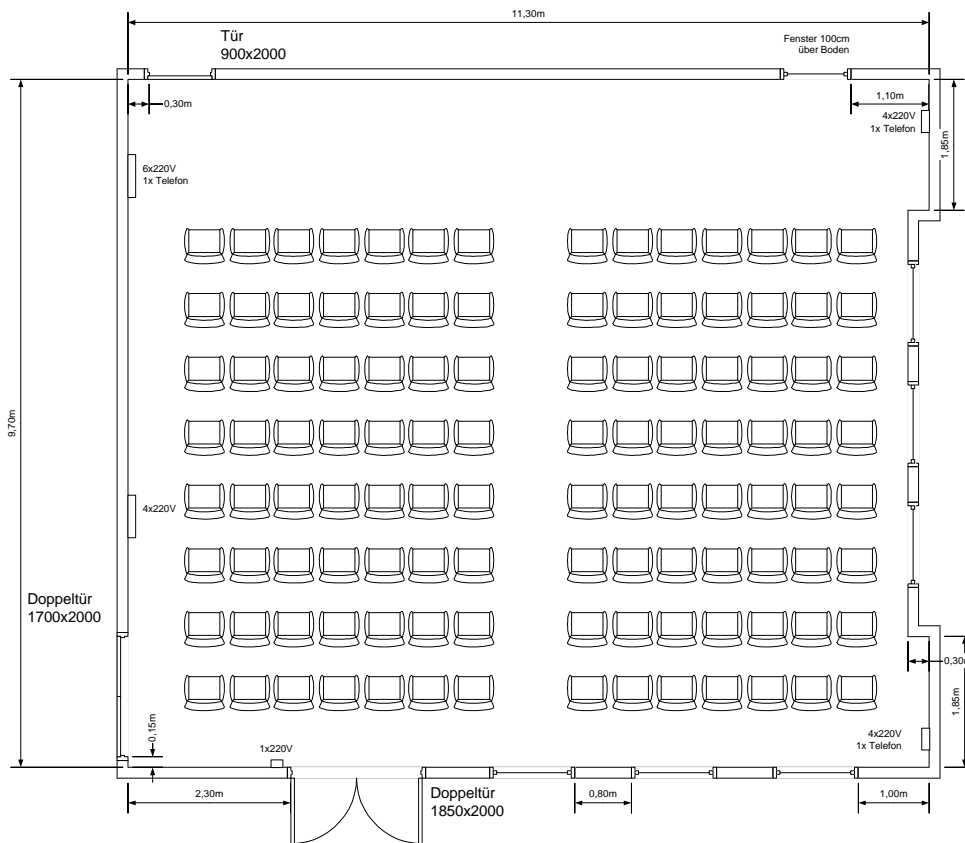 11,30m
Tür
900x2000
Fenster 100cm
über Boden
0,30m
1,10m
4x220V
1x Telefon
1,85m
6x220V
1x Telefon
9,70m
4x220V
Doppeltür
1700x2000
0,30m
1,85m
0,15m
1x220V
4x220V
1x Telefon
2,30m
Doppeltür
1850x2000
0,80m
1,00m